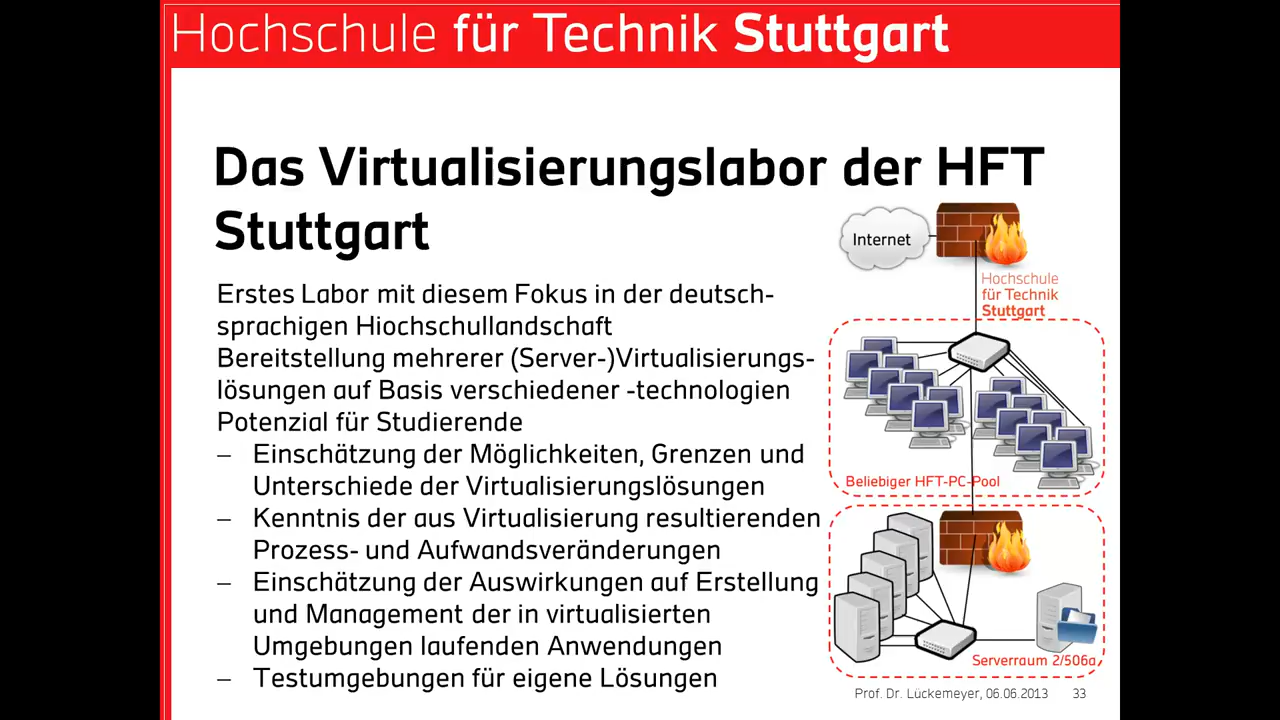 Hochschule für Technik Stuttgart
Das Virtualisierungslabor der HFT
Stuttgart
Erstes Labor mit diesem Fokus in der deutsch-
sprachigen Hiochschullandschaft
Bereitstellung mehrerer (Server-)Virtualisierungs-
lösungen auf Basis verschiedener -technologien
Potenzial für Studierende
– Einschätzung der Möglichkeiten, Grenzen und
Unterschiede der Virtualisierungslösungen
– Kenntnis der aus Virtualisierung resultierenden
Prozess- und Aufwandsveränderungen
– Einschätzung der Auswirkungen auf Erstellung
und Management der in virtualisierten
Umgebungen laufenden Anwendungen
– Testumgebungen für eigene Lösungen
Internet
Hochschule
für Technik
Stuttgart
Beliebiger HFT-PC-Pool
Serverraum 2/506a
Prof. Dr. Lückemeyer, 06.06.2013 33